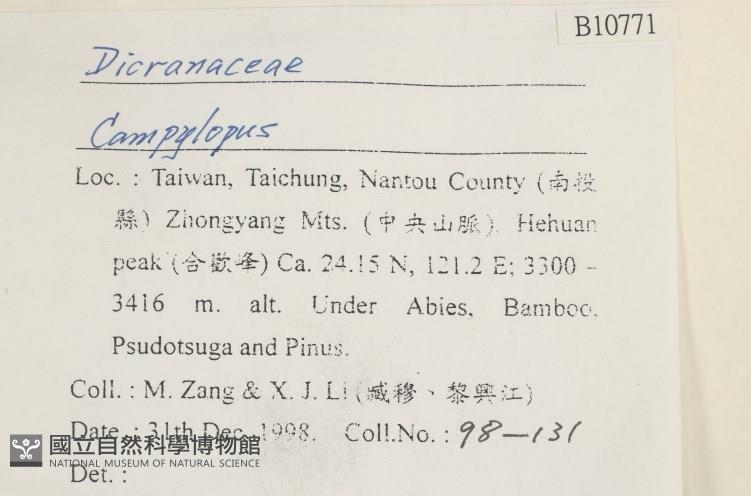 B10771
Dicranaceae
Campylopus
Loc. : Taiwan, Taichung, Nantou County (南投
縣) Zhongyang Mts. (中央山脈), Hehuan
peak (合歡峰) Ca. 24.15 N, 121.2 E; 3300 -
3416 m. alt. Under Abies, Bamboo,
Psudotsuga and Pinus.
Coll. : M. Zang & X. J. Li (臧穆、黎興江)
Date : 31th Dec. 1998. Coll.No. : 98-131
國立自然科學博物館
NATIONAL MUSEUM OF NATURAL SCIENCE
Det. :